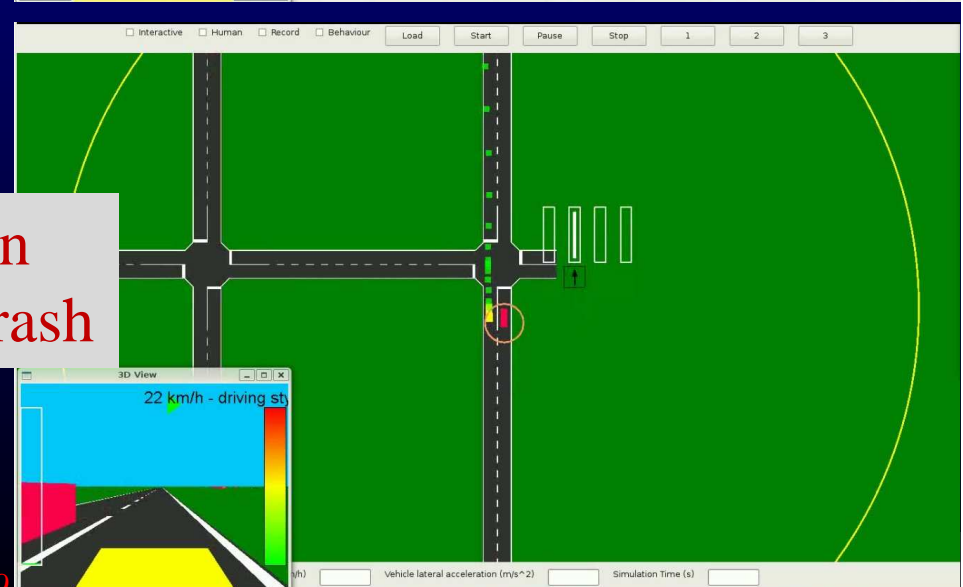 Interactive Human Record Behaviour Load Start Pause Stop 1 2 3
n
rash
3D View
22 km/h - driving sty
/h) Vehicle lateral acceleration (m/s^2) Simulation Time (s)